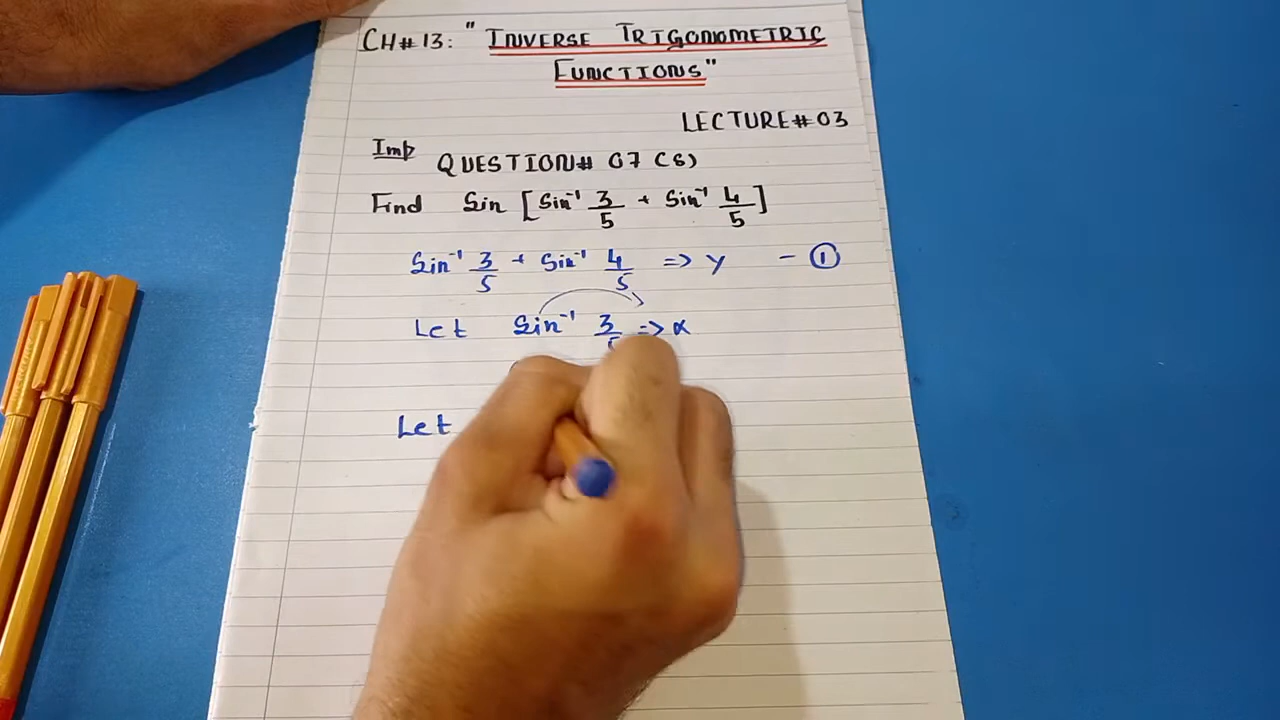 CH# 13: " INVERSE TRIGONOMETRIC
FUNCTIONS"
LECTURE# 03
Imp
QUESTION# 07 (6)
Find Sin [Sin⁻¹ 3/5 + Sin⁻¹ 4/5]
Sin⁻¹ 3/5 + Sin⁻¹ 4/5 => y - ①
Let Sin⁻¹ 3/5 => α
Let